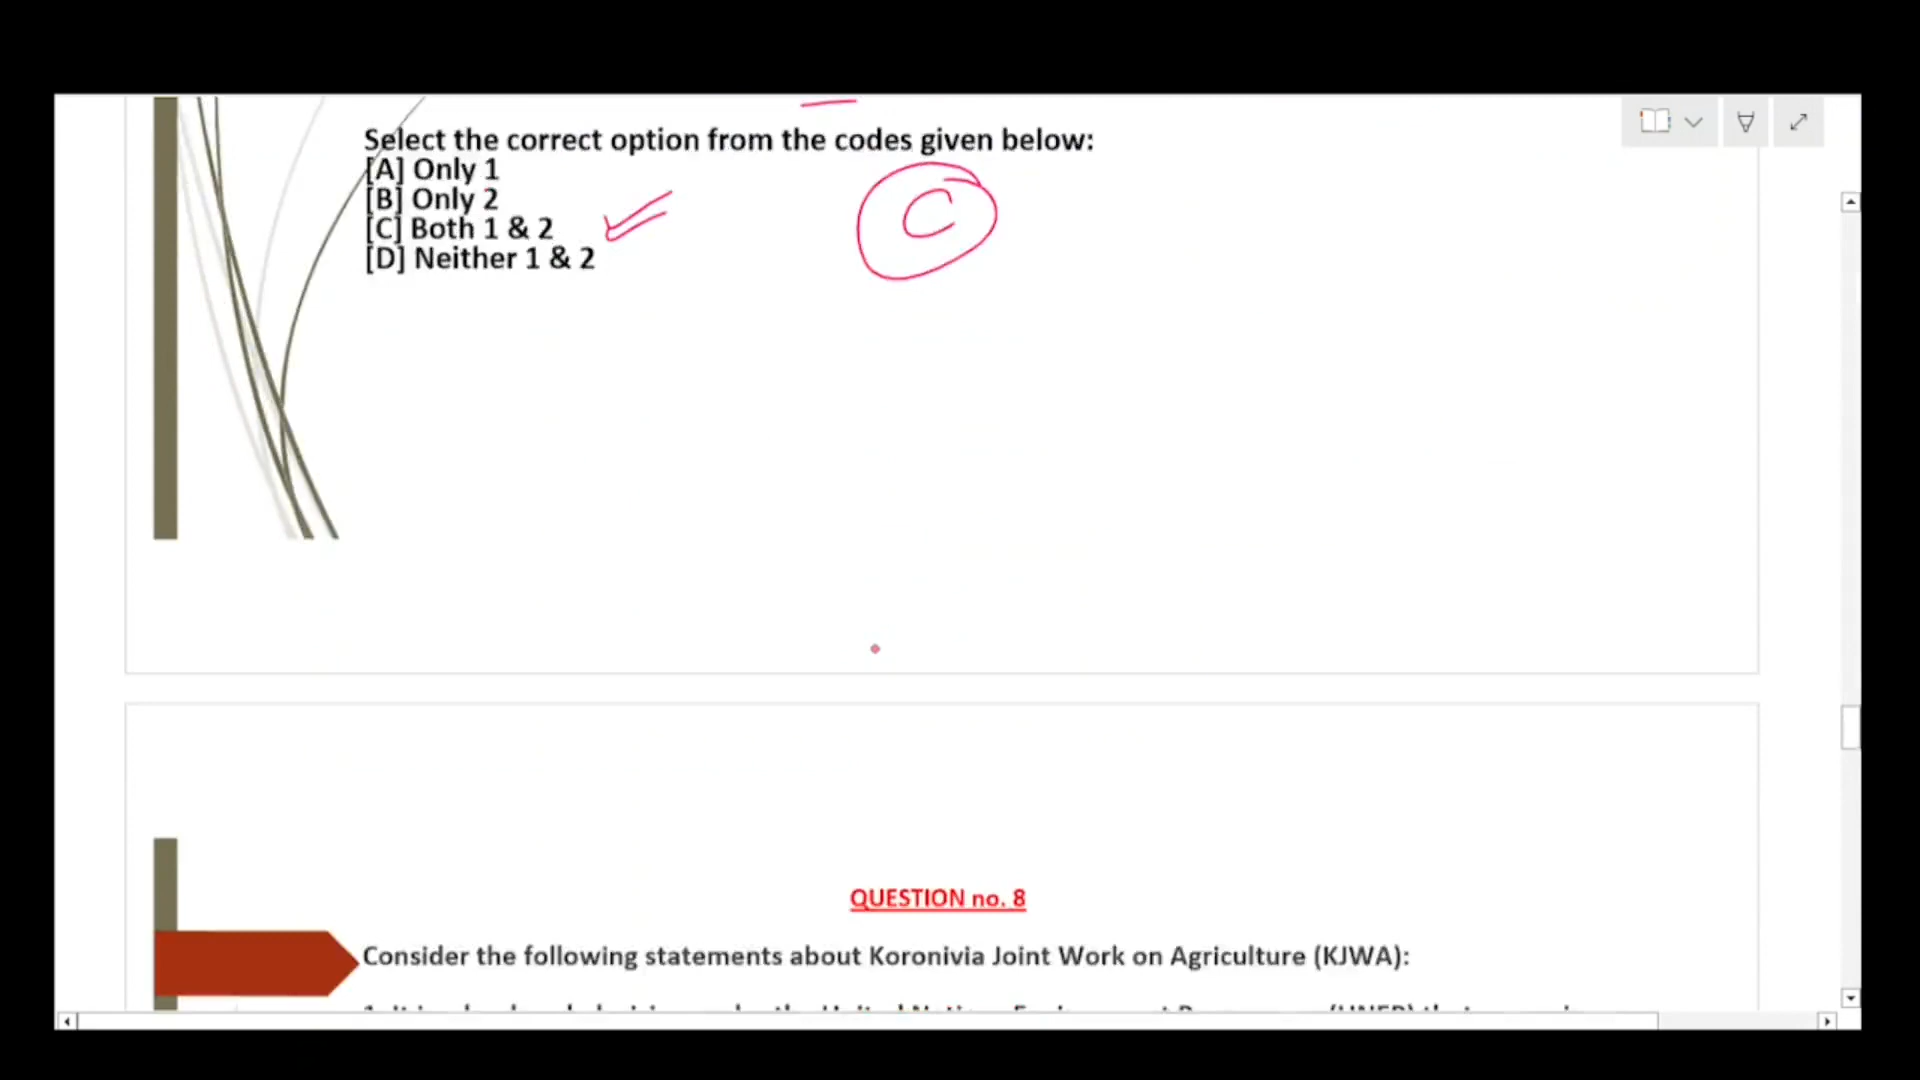 Select the correct option from the codes given below:
[A] Only 1
[B] Only 2
[C] Both 1 & 2
[D] Neither 1 & 2
C
QUESTION no. 8
Consider the following statements about Koronivia Joint Work on Agriculture (KJWA):